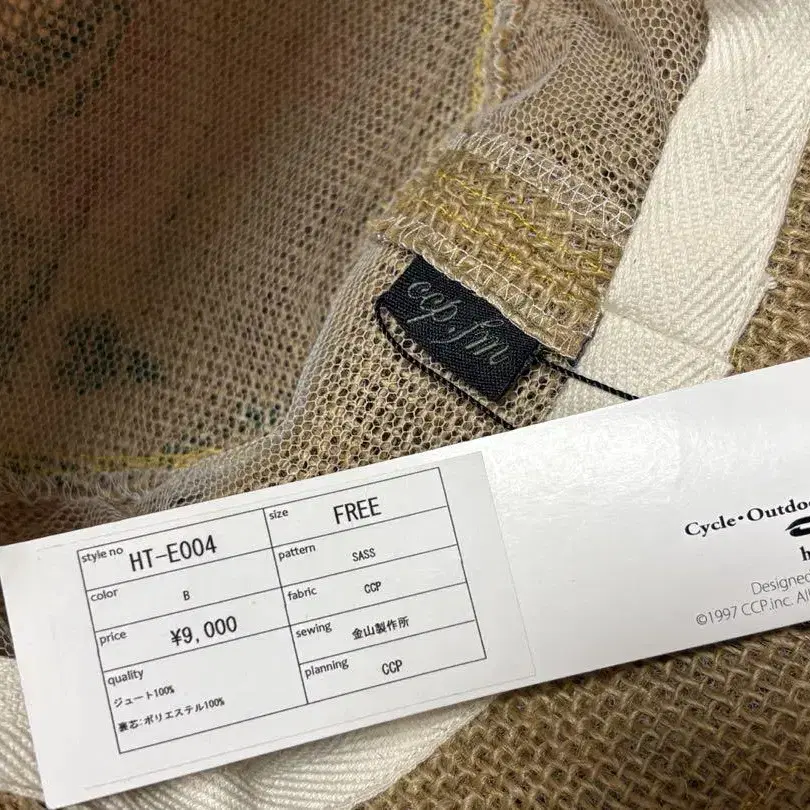 ccp.fm
style no HT-E004
size FREE
color B
pattern SASS
price ¥9,000
fabric CCP
quality
ジュート100%
裏芯:ポリエステル100%
sewing 金山製作所
planning CCP
Cycle・Outdoo
h
Designed
©1997 CCP.inc. All